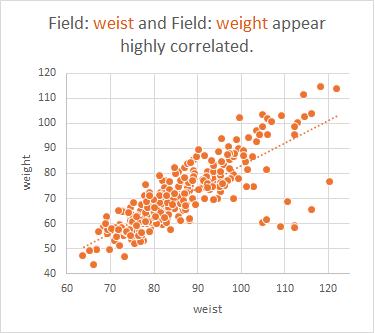 Field: weist and Field: weight appear
highly correlated.
120
110
100
90
80
70
60
50
40
weight
60 70 80 90 100 110 120
weist